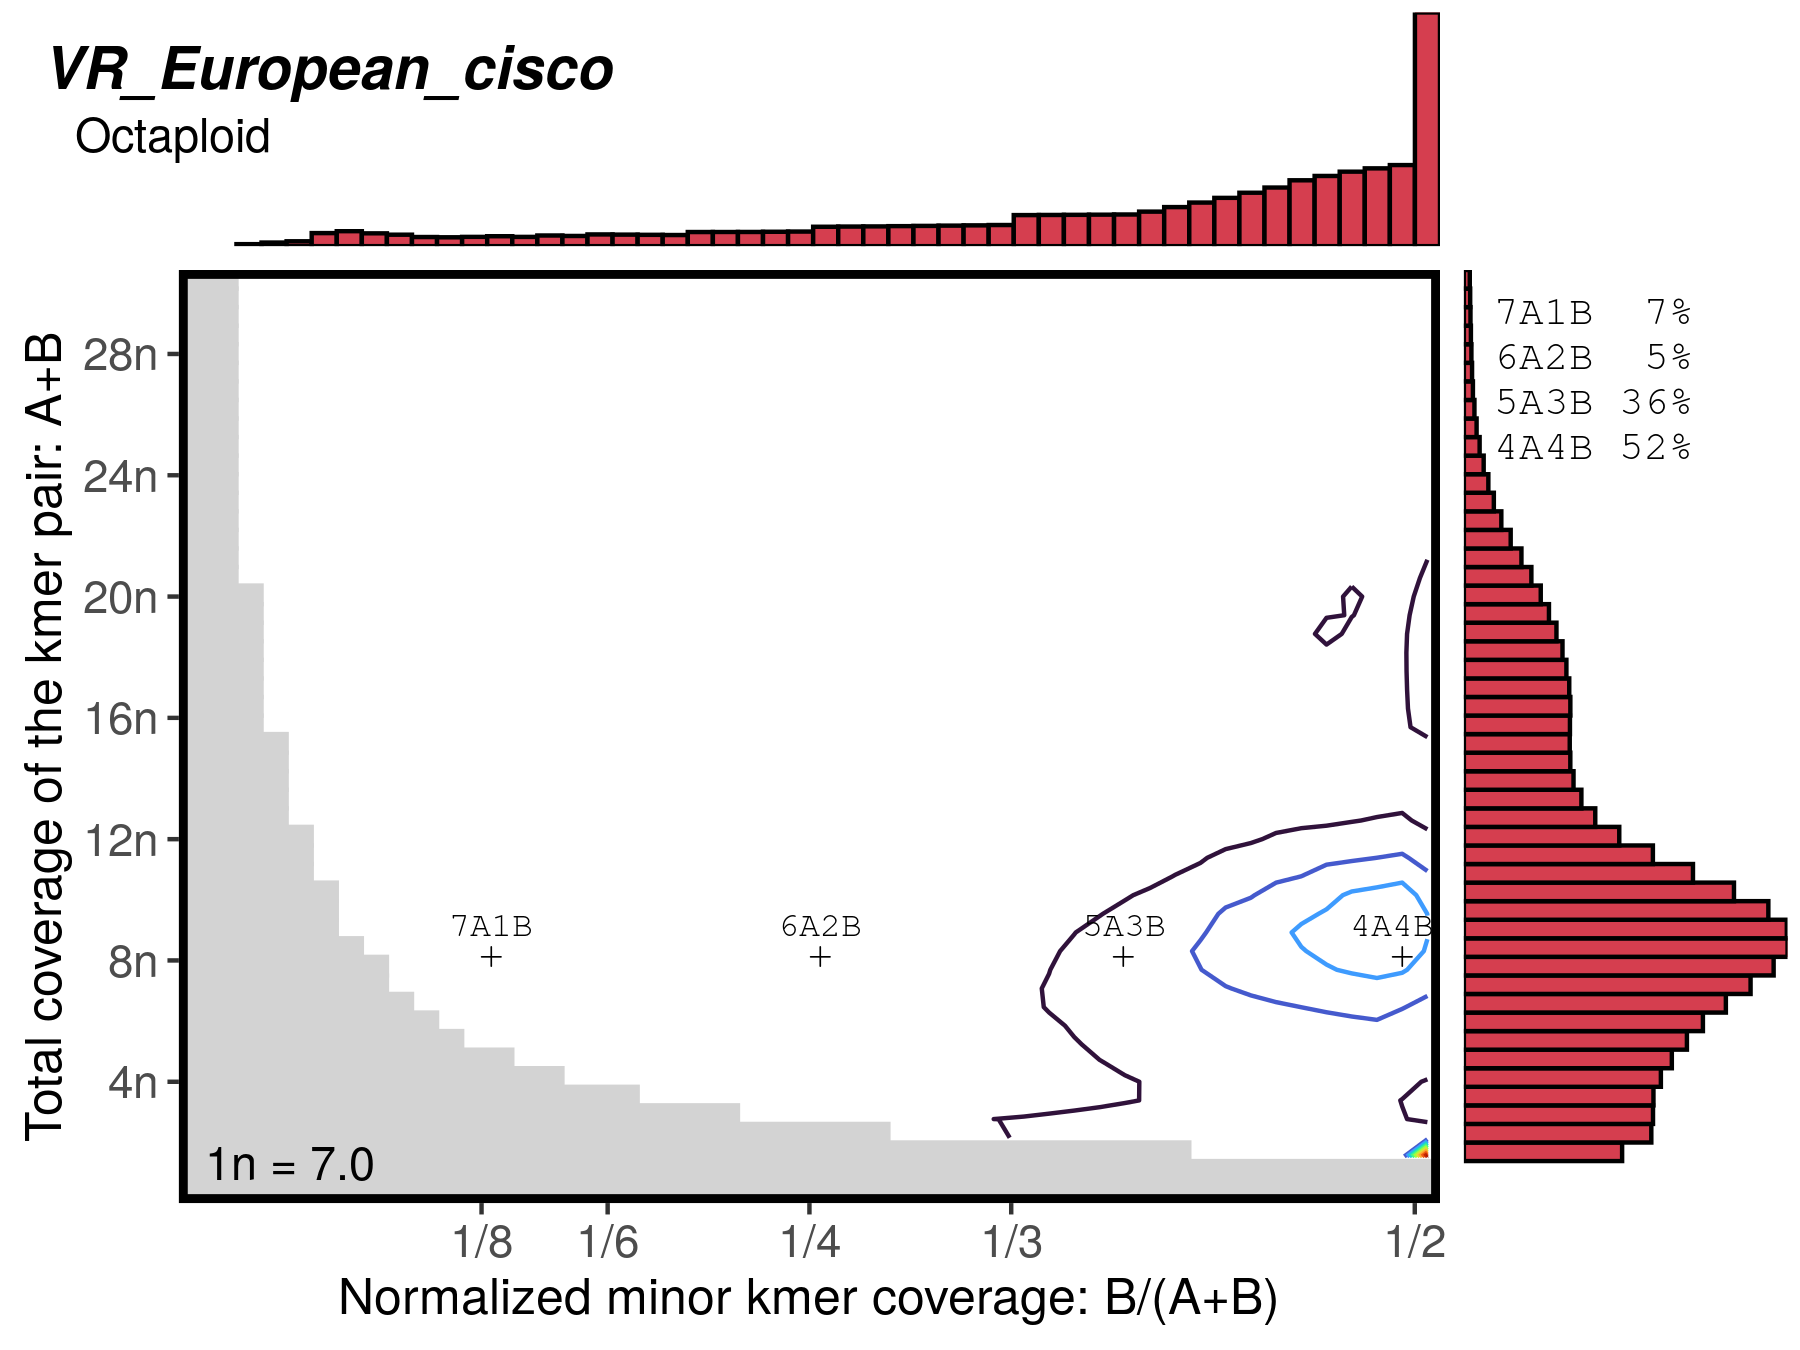 VR_European_cisco
Octaploid
7A1B 7%
6A2B 5%
5A3B 36%
4A4B 52%
Total coverage of the kmer pair: A+B
28n
24n
20n
16n
12n
8n
4n
7A1B
6A2B
5A3B
4A4B
1n = 7.0
1/8
1/6
1/4
1/3
1/2
Normalized minor kmer coverage: B/(A+B)